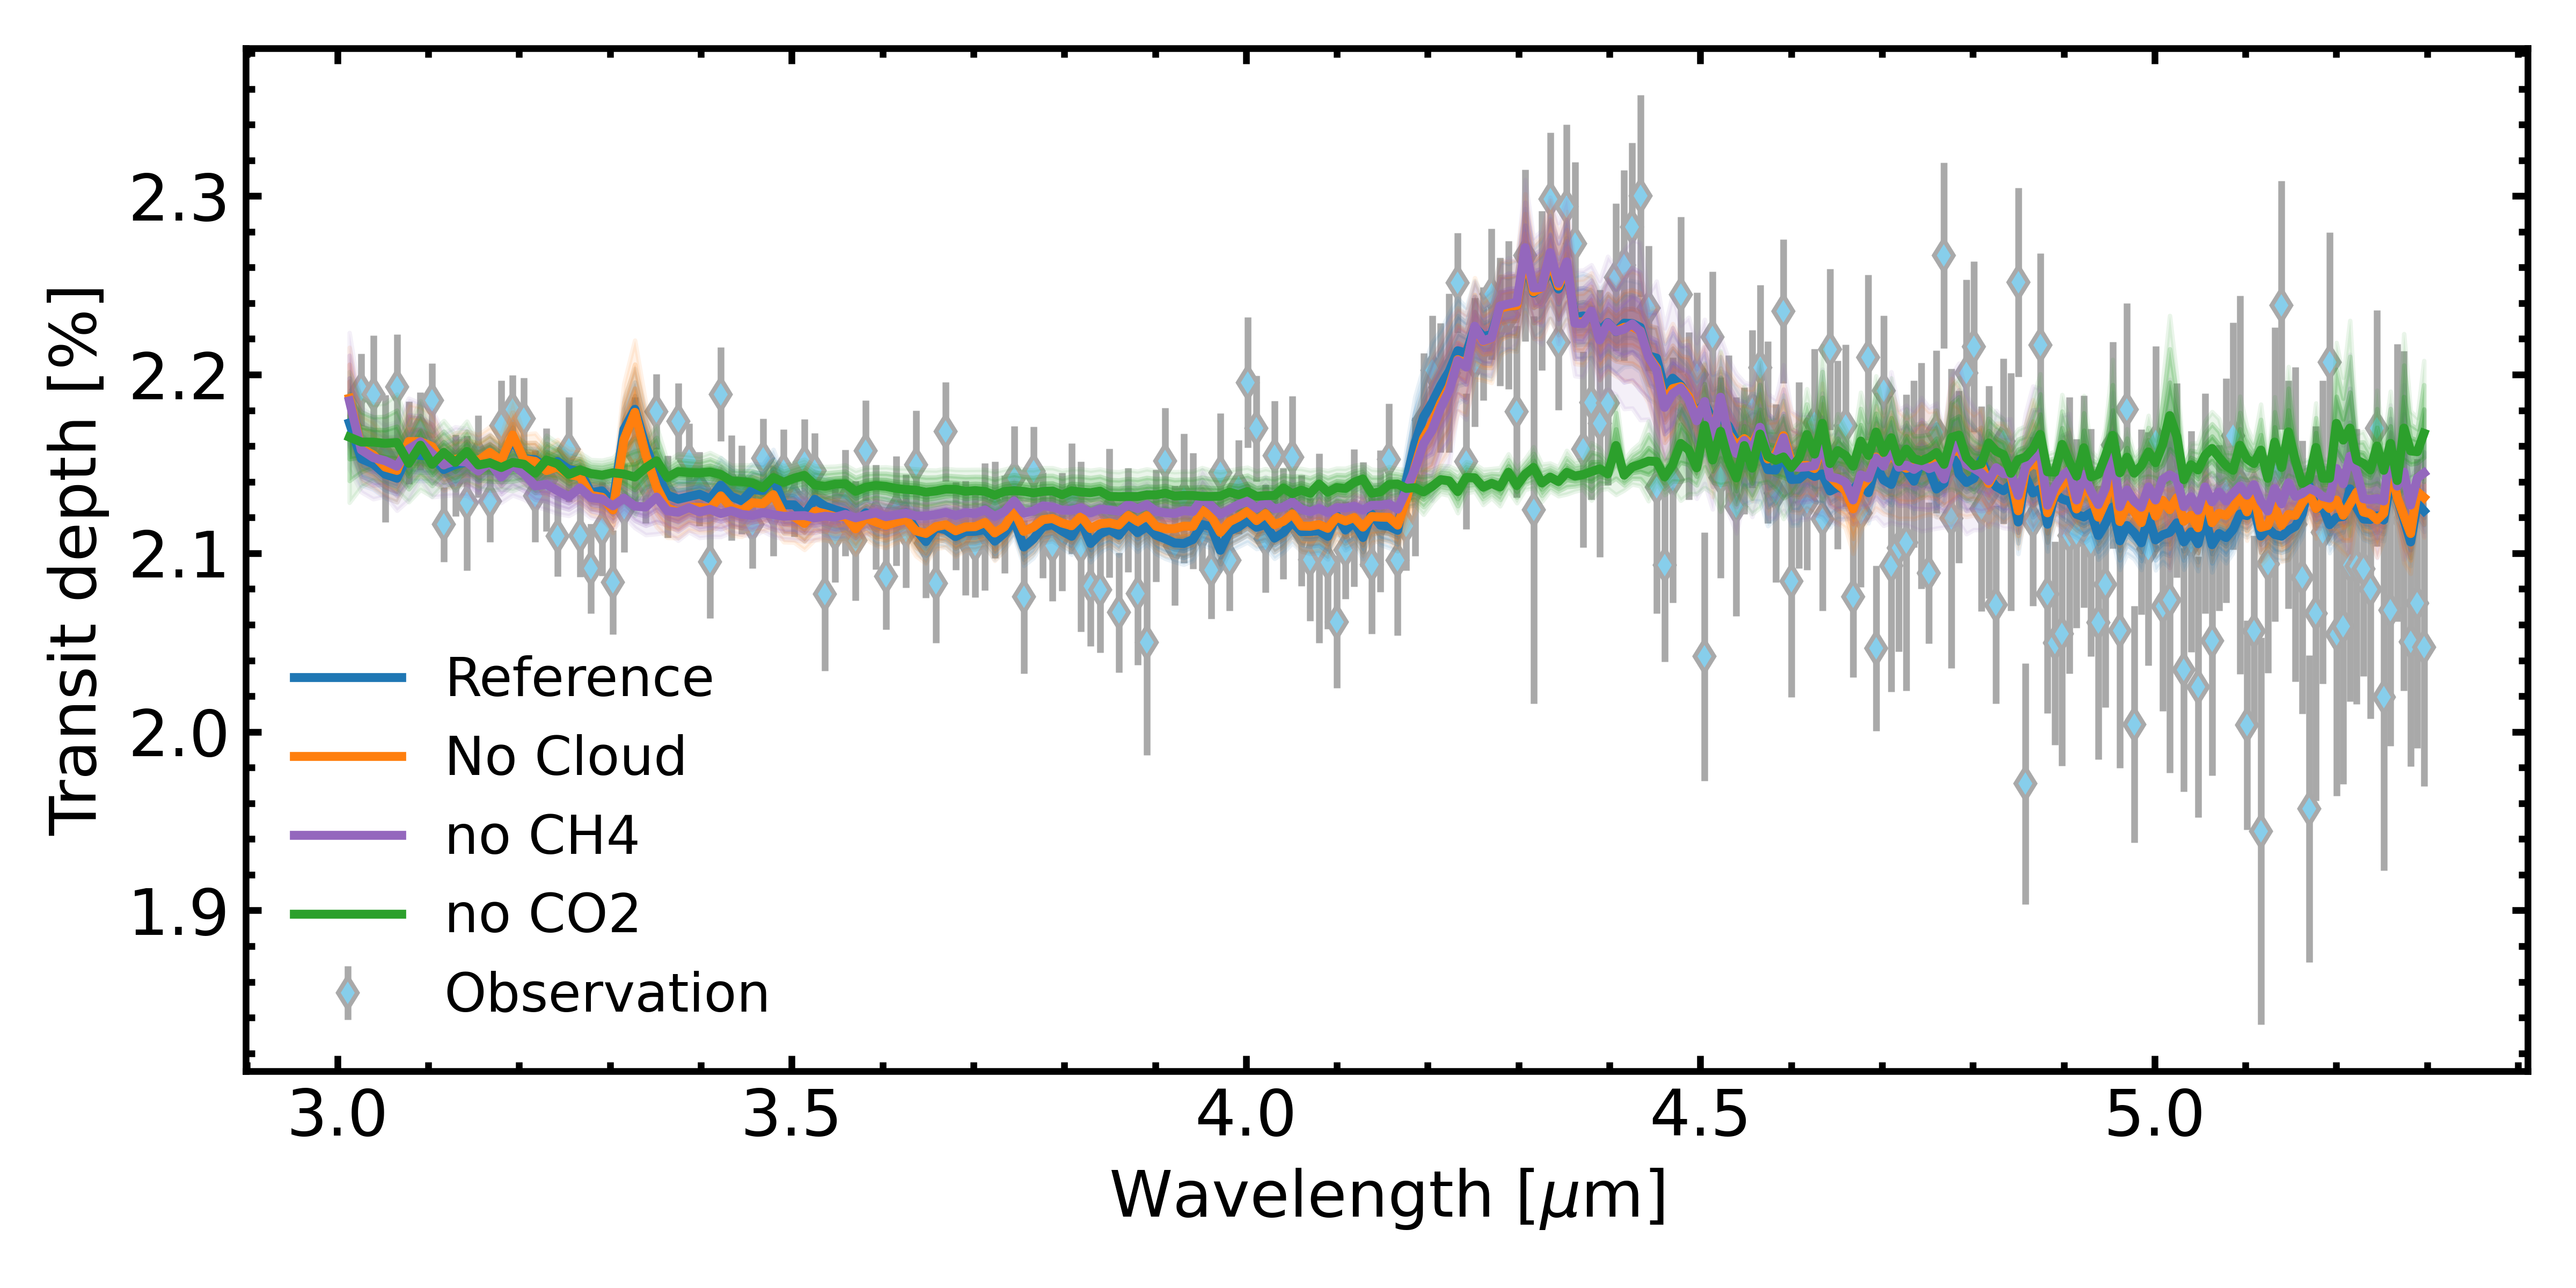 Transit depth [%]
2.3
2.2
2.1
2.0
1.9
Reference
No Cloud
no CH4
no CO2
Observation
3.0 3.5 4.0 4.5 5.0
Wavelength [μm]